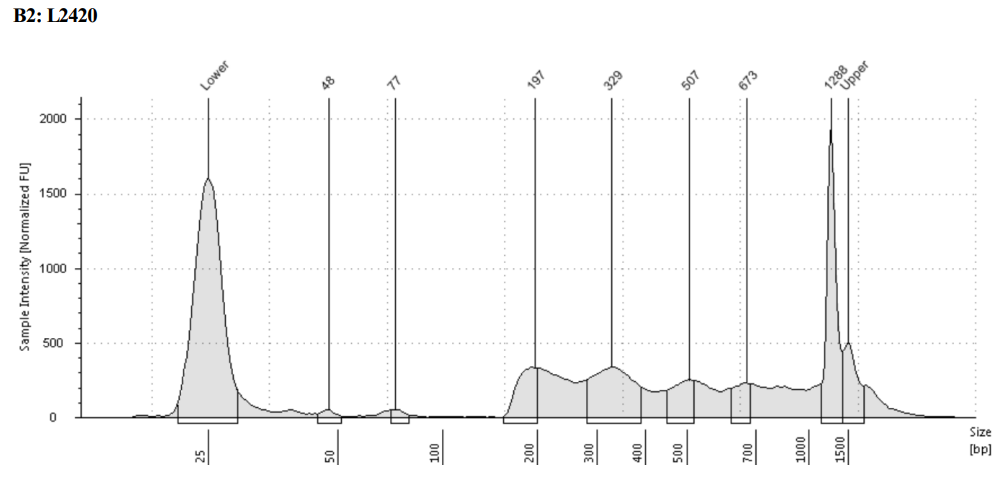 B2: L2420
Lower 48 77 197 329 507 673 1288 Upper
Sample Intensity [Normalized FU]
2000
1500
1000
500
0
25 50 100 200 300 400 500 700 1000 1500
Size
[bp]